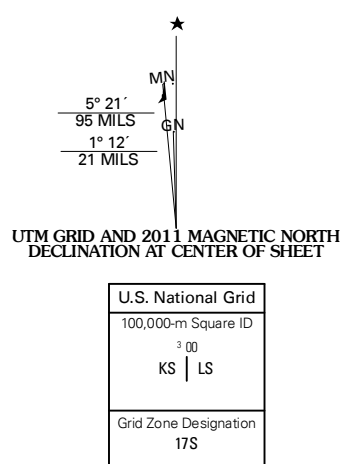 ★
MN
5° 21´
95 MILS
GN
1° 12´
21 MILS
UTM GRID AND 2011 MAGNETIC NORTH
DECLINATION AT CENTER OF SHEET
U.S. National Grid
100,000-m Square ID
3 00
KS LS
Grid Zone Designation
17S